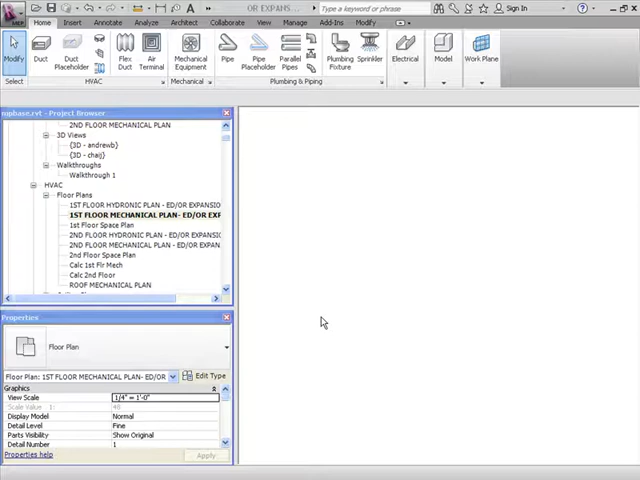 OR EXPANS...
Type a keyword or phrase
Sign In
MEP
Home Insert Annotate Analyze Architect Collaborate View Manage Add-Ins Modify
Modify
Duct
Duct Placeholder
Flex Duct
Air Terminal
Mechanical Equipment
Pipe
Pipe Placeholder
Parallel Pipes
Plumbing Fixture
Sprinkler
Electrical
Model
Work Plane
Select HVAC Mechanical Plumbing & Piping
mpbase.rvt - Project Browser
2ND FLOOR MECHANICAL PLAN
3D Views
{3D - andrewb}
{3D - chaij}
Walkthroughs
Walkthrough 1
HVAC
Floor Plans
1ST FLOOR HYDRONIC PLAN - ED/OR EXPANSIO
1ST FLOOR MECHANICAL PLAN- ED/OR EXP
1st Floor Space Plan
2ND FLOOR HYDRONIC PLAN - ED/OR EXPANSIO
2ND FLOOR MECHANICAL PLAN - ED/OR EXPAN
2nd Floor Space Plan
Calc 1st Flr Mech
Calc 2nd Floor
ROOF MECHANICAL PLAN
Properties
Floor Plan
Floor Plan: 1ST FLOOR MECHANICAL PLAN- ED/OR Edit Type
Graphics
View Scale 1/4" = 1'-0"
Scale Value 1: 48
Display Model Normal
Detail Level Fine
Parts Visibility Show Original
Detail Number 1
Properties help Apply